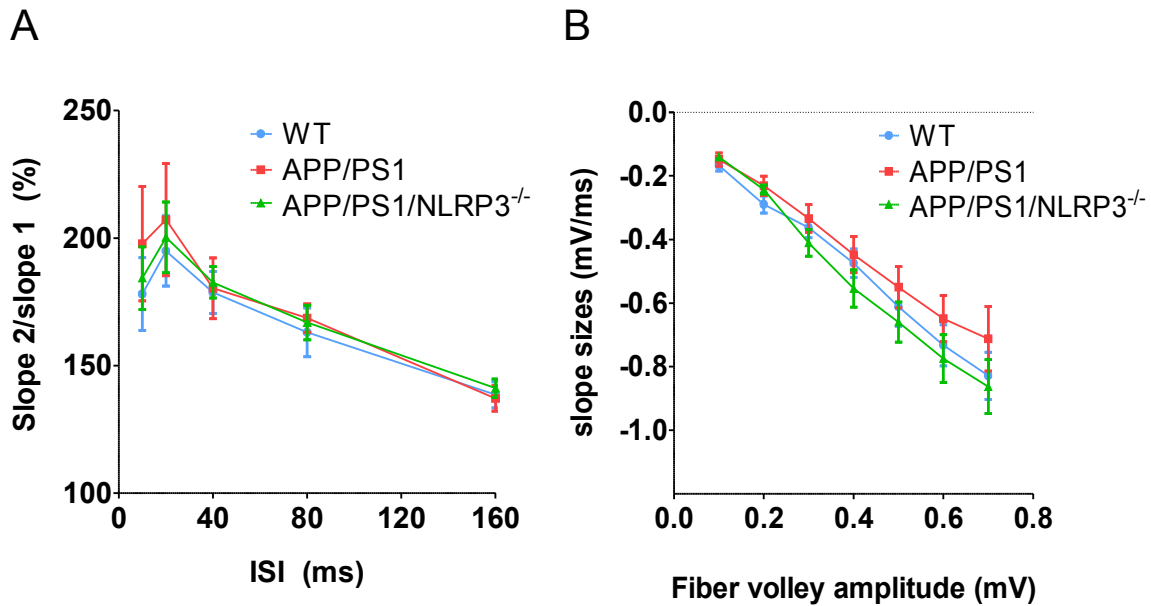 A
Slope 2/slope 1 (%)
250
200
150
100
WT
APP/PS1
APP/PS1/NLRP3-/-
0
40
80
120
160
ISI (ms)
B
slope sizes (mV/ms)
0.0
-0.2
-0.4
-0.6
-0.8
-1.0
WT
APP/PS1
APP/PS1/NLRP3-/-
0.0
0.2
0.4
0.6
0.8
Fiber volley amplitude (mV)